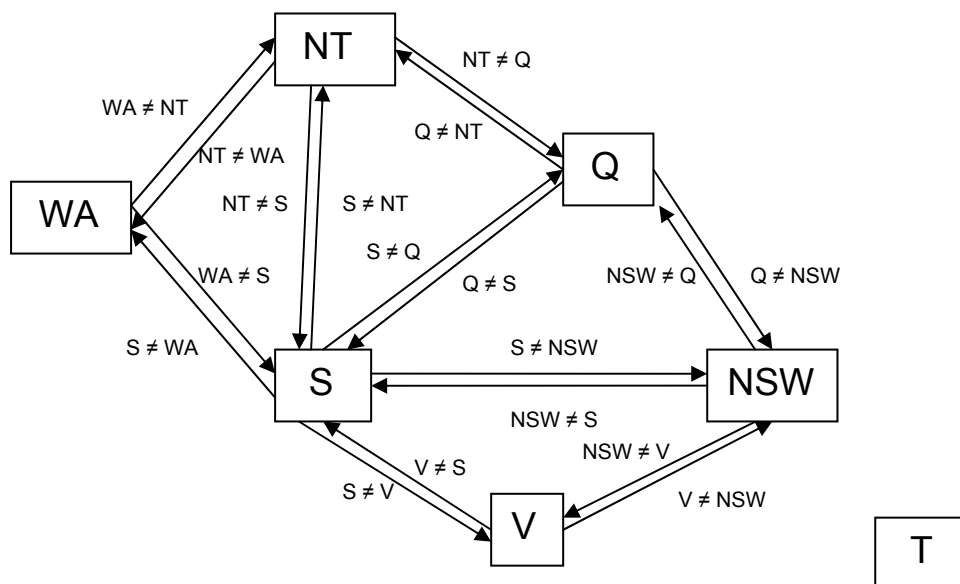 NT
NT ≠ Q
WA ≠ NT
Q ≠ NT
NT ≠ WA
Q
WA
NT ≠ S
S ≠ NT
S ≠ Q
WA ≠ S
Q ≠ S
NSW ≠ Q
Q ≠ NSW
S ≠ WA
S ≠ NSW
S
NSW
NSW ≠ S
NSW ≠ V
V ≠ S
S ≠ V
V ≠ NSW
V
T